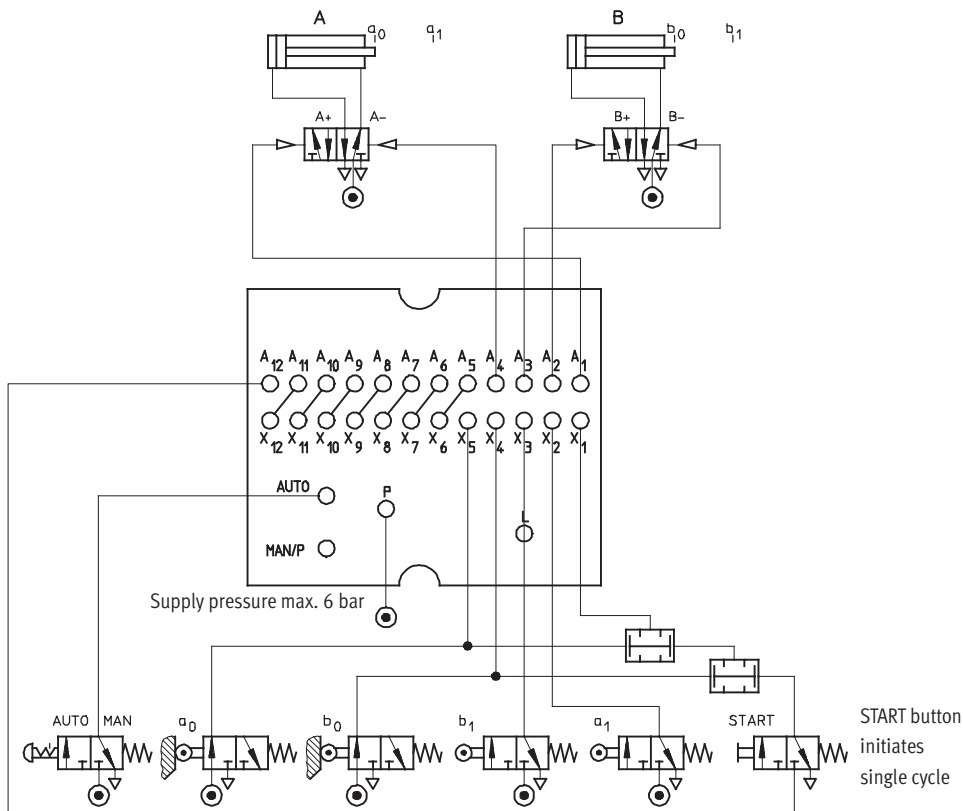 A B
a0 a1 b0 b1
A+ A- B+ B-
A12 A11 A10 A9 A8 A7 A6 A5 A4 A3 A2 A1
X12 X11 X10 X9 X8 X7 X6 X5 X4 X3 X2 X1
AUTO P L
MAN/P
Supply pressure max. 6 bar
AUTO MAN a0 b0 b1 a1 START
START button
initiates
single cycle